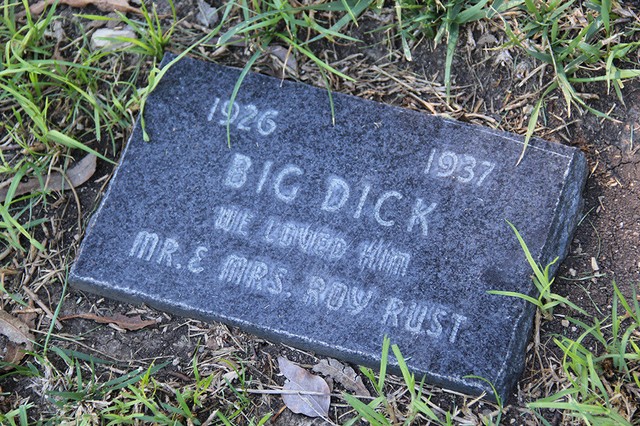 1926 1937
BIG DICK
WE LOVED HIM
MR. & MRS. ROY RUST